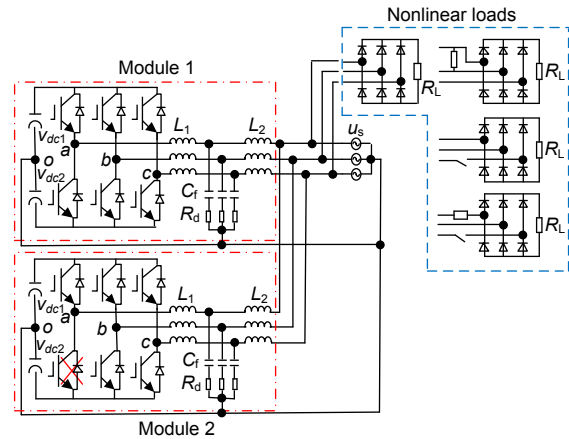 Nonlinear loads
Module 1
L1
L2
us
RL
RL
vdc1
a
o
b
vdc2
c
Cf
Rd
RL
RL
L1
L2
vdc1
a
o
b
vdc2
c
Cf
Rd
Module 2